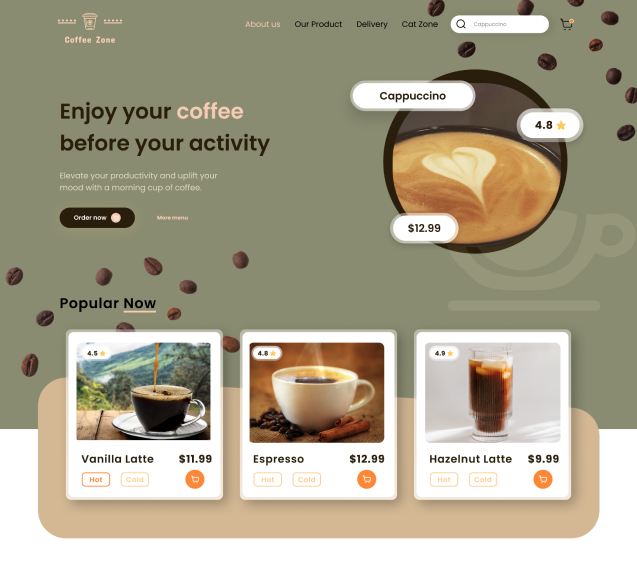 Coffee Zone
About us
Our Product
Delivery
Cat Zone
Cappuccino
Enjoy your coffee
before your activity
Elevate your productivity and uplift your
mood with a morning cup of coffee.
Order now
More menu
Cappuccino
4.8
$12.99
Popular Now
4.5
Vanilla Latte
$11.99
Hot
Cold
4.8
Espresso
$12.99
Hot
Cold
4.9
Hazelnut Latte
$9.99
Hot
Cold